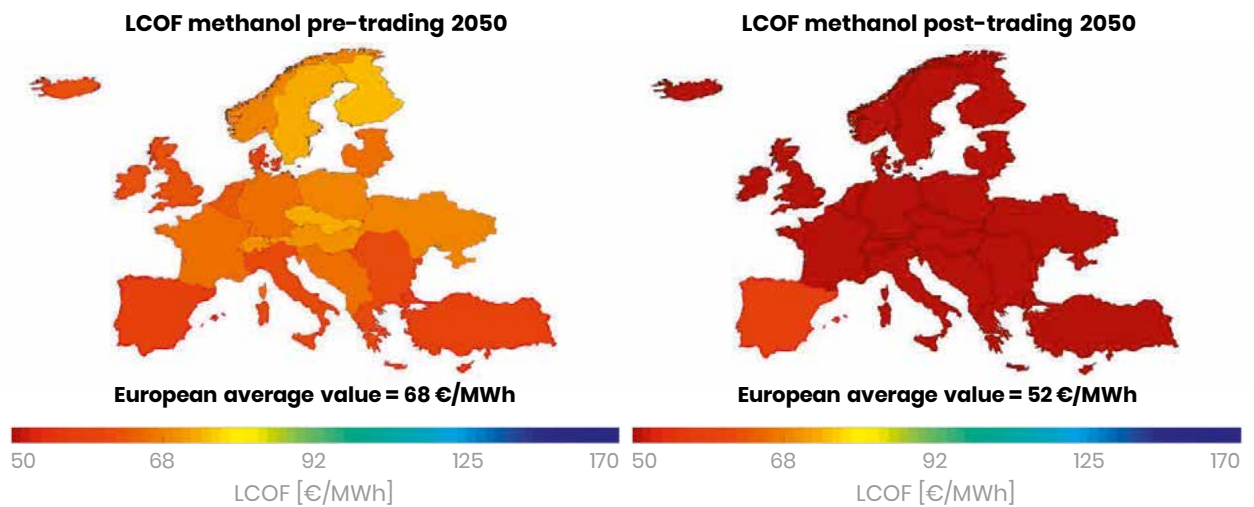 LCOF methanol pre-trading 2050
LCOF methanol post-trading 2050
European average value = 68 €/MWh
European average value = 52 €/MWh
50 68 92 125 170
50 68 92 125 170
LCOF [€/MWh]
LCOF [€/MWh]